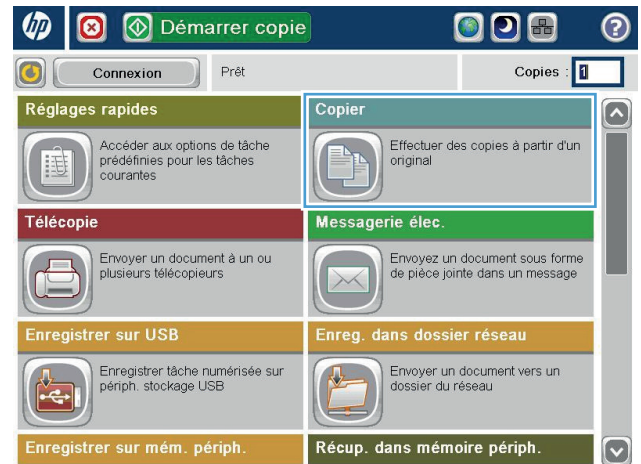 hp
Démarrer copie
?
Connexion
Prêt
Copies :
1
Réglages rapides
Accéder aux options de tâche
prédéfinies pour les tâches
courantes
Copier
Effectuer des copies à partir d'un
original
Télécopie
Envoyer un document à un ou
plusieurs télécopieurs
Messagerie élec.
Envoyez un document sous forme
de pièce jointe dans un message
Enregistrer sur USB
Enregistrer tâche numérisée sur
périph. stockage USB
Enreg. dans dossier réseau
Envoyer un document vers un
dossier du réseau
Enregistrer sur mém. périph.
Récup. dans mémoire périph.